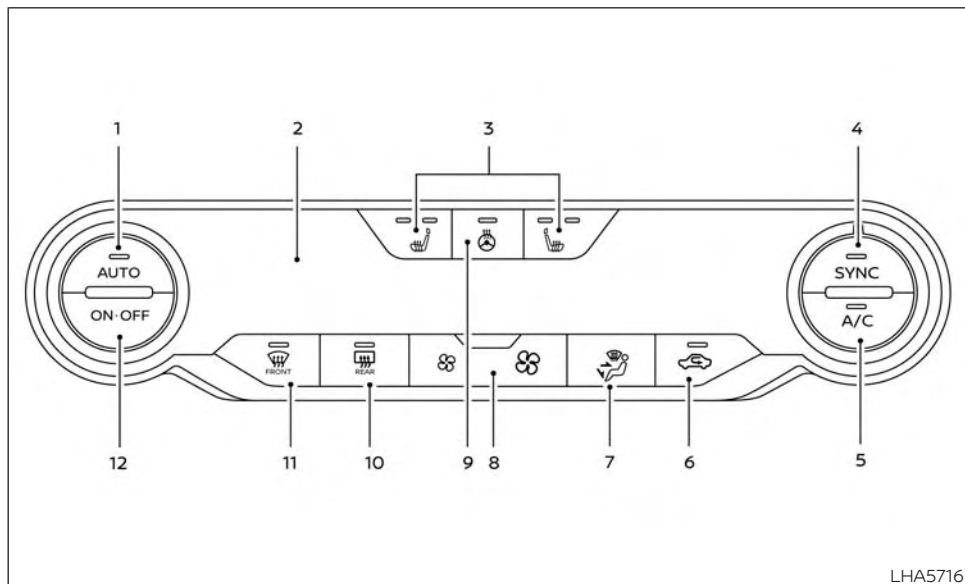 1 2 3 4
AUTO
ON·OFF
SYNC
A/C
FRONT
REAR
12 11 10 9 8 7 6 5
LHA5716